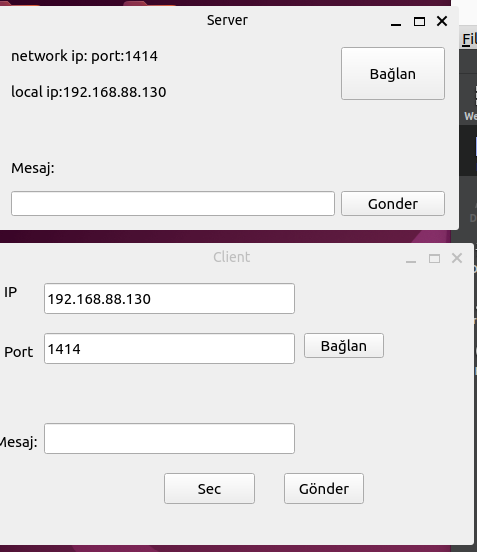 Server
network ip: port:1414
Bağlan
local ip:192.168.88.130
Mesaj:
Gonder
Client
IP 192.168.88.130
Port 1414 Bağlan
Mesaj:
Sec Gönder
Fil
We